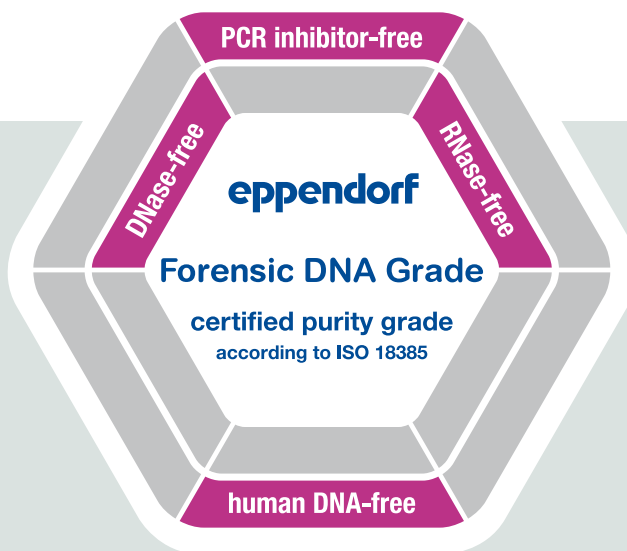 PCR inhibitor-free
DNase-free
RNase-free
eppendorf
Forensic DNA Grade
certified purity grade
according to ISO 18385
human DNA-free